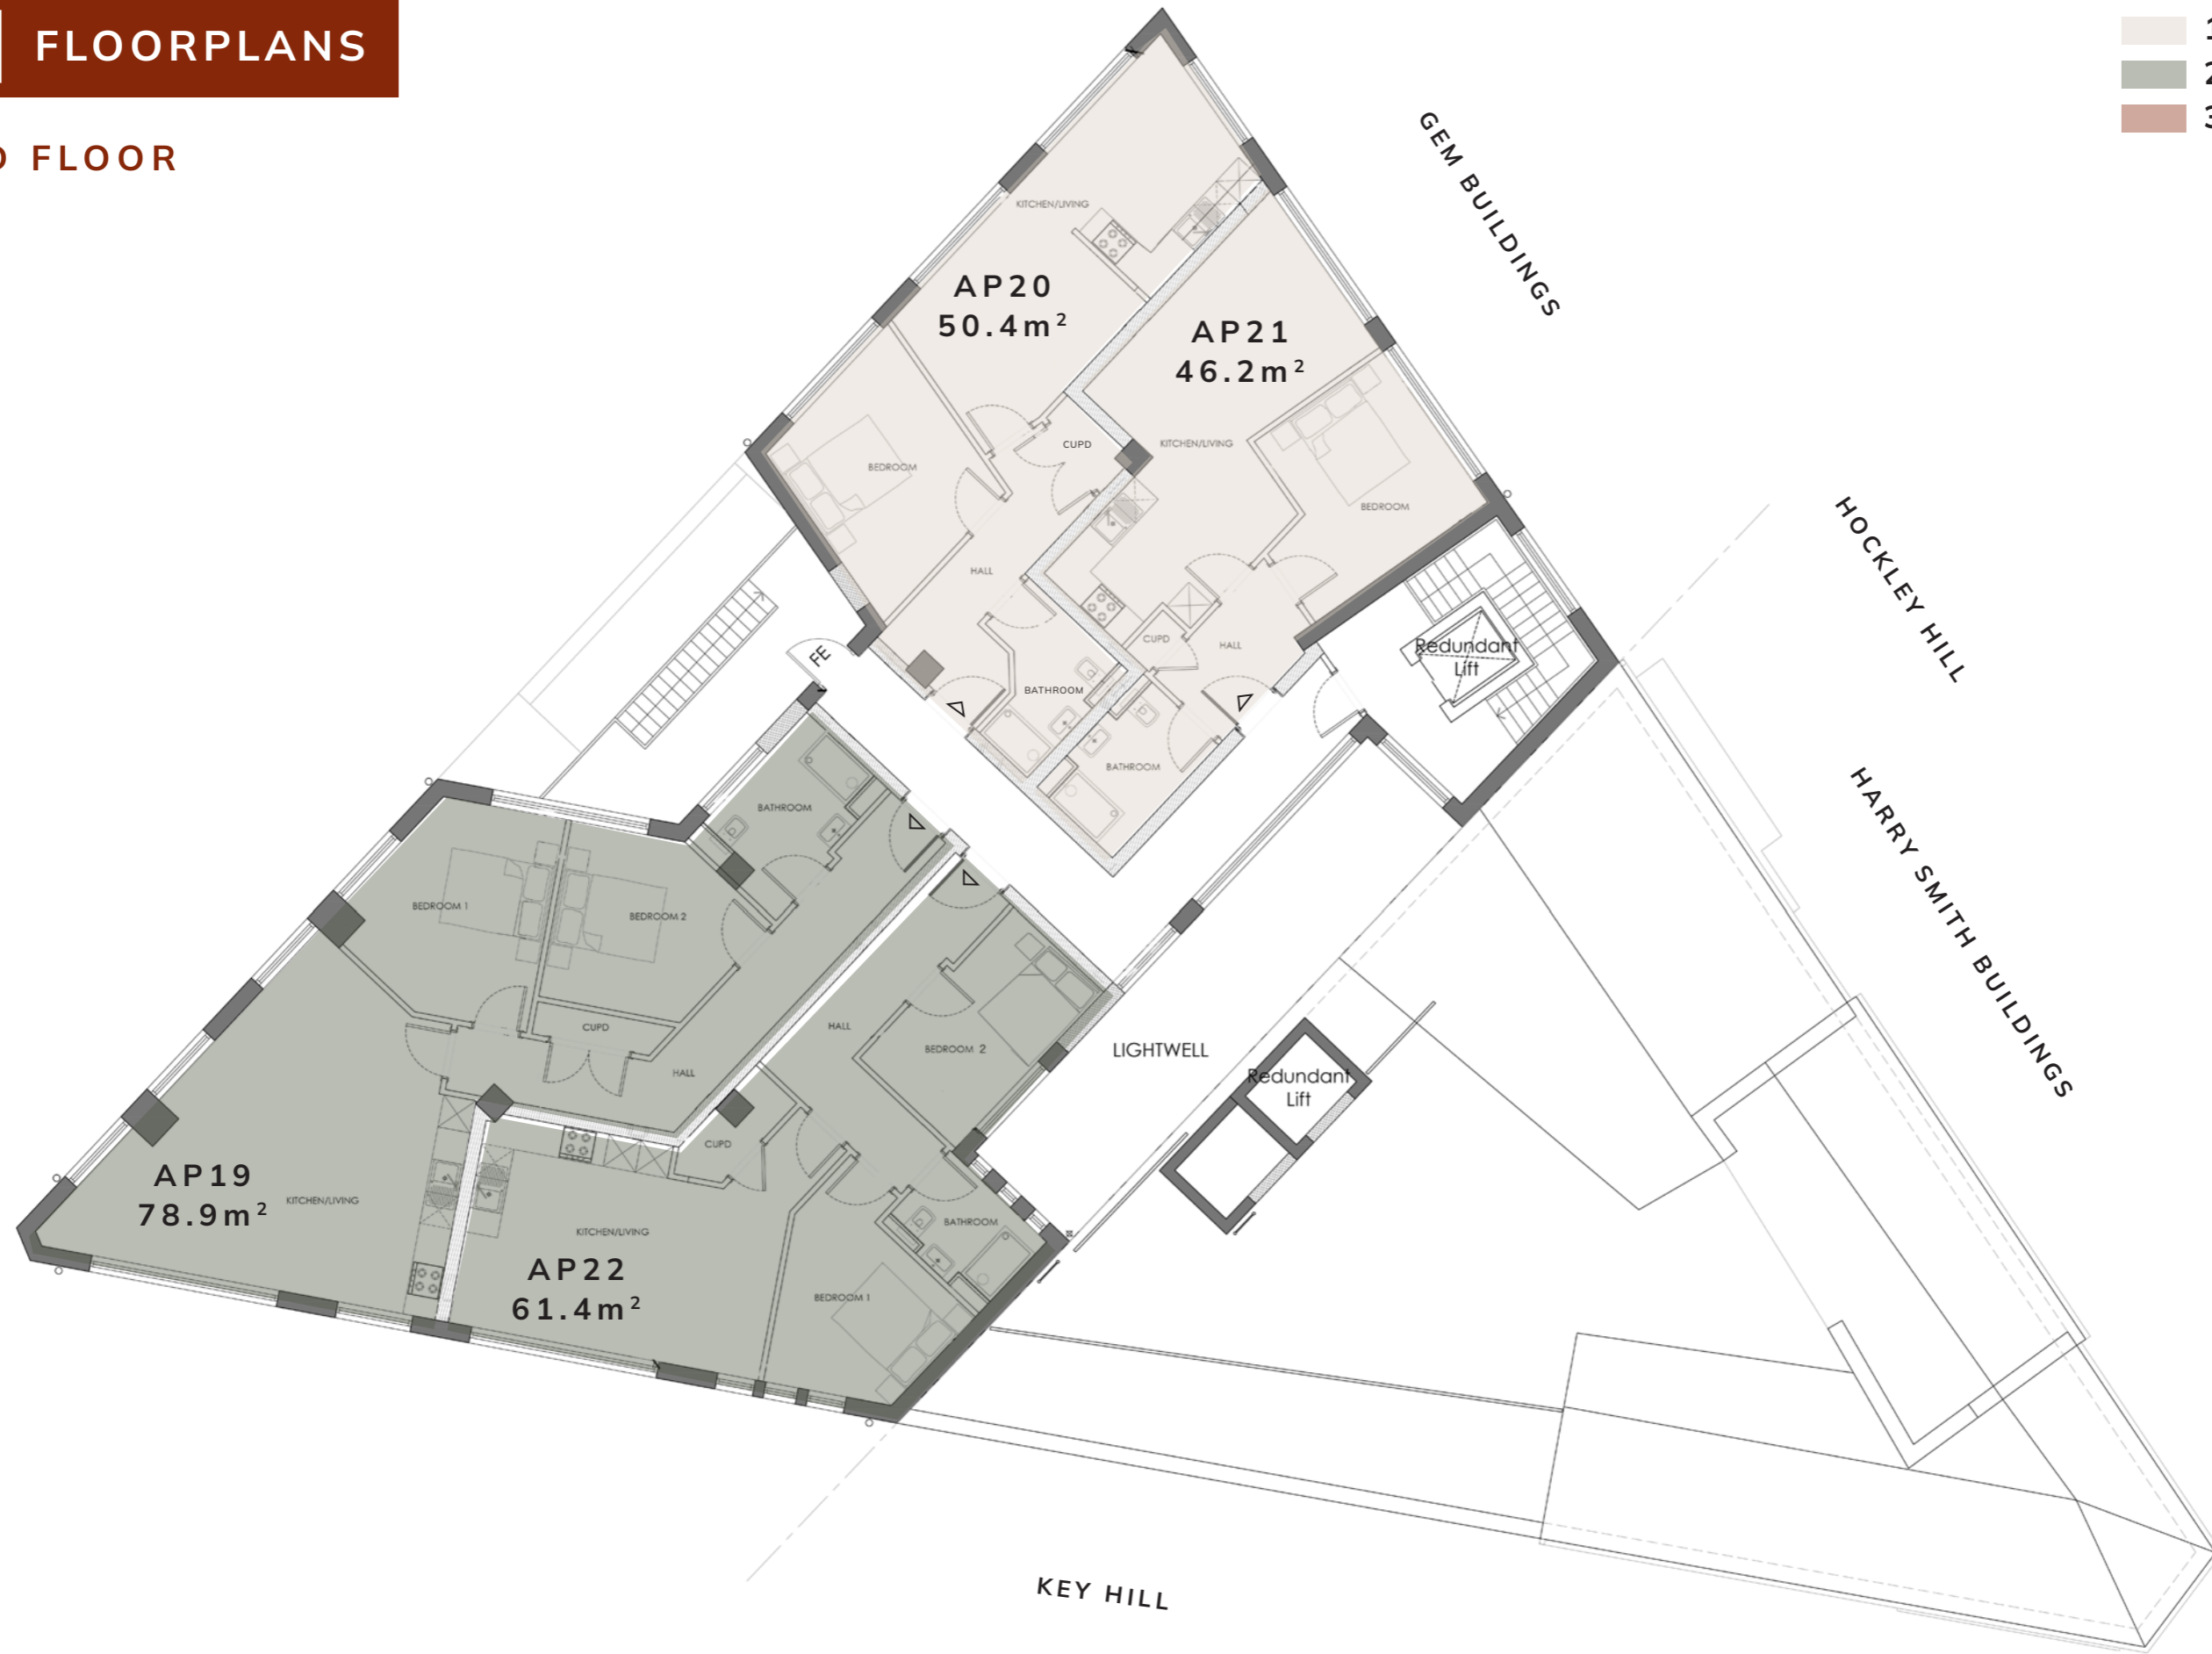 FLOORPLANS
FLOOR
1
2
3
GEM BUILDINGS
HOCKLEY HILL
HARRY SMITH BUILDINGS
KEY HILL
KITCHEN/LIVING
AP20
50.4m²
AP21
46.2m²
CUPD
KITCHEN/LIVING
BEDROOM
BEDROOM
HALL
CUPD
HALL
BATHROOM
BATHROOM
FE
Redundant
Lift
BATHROOM
BEDROOM 1
BEDROOM 2
CUPD
HALL
HALL
BEDROOM 2
LIGHTWELL
Redundant
Lift
CUPD
AP19
78.9m²
KITCHEN/LIVING
KITCHEN/LIVING
AP22
61.4m²
BATHROOM
BEDROOM 1